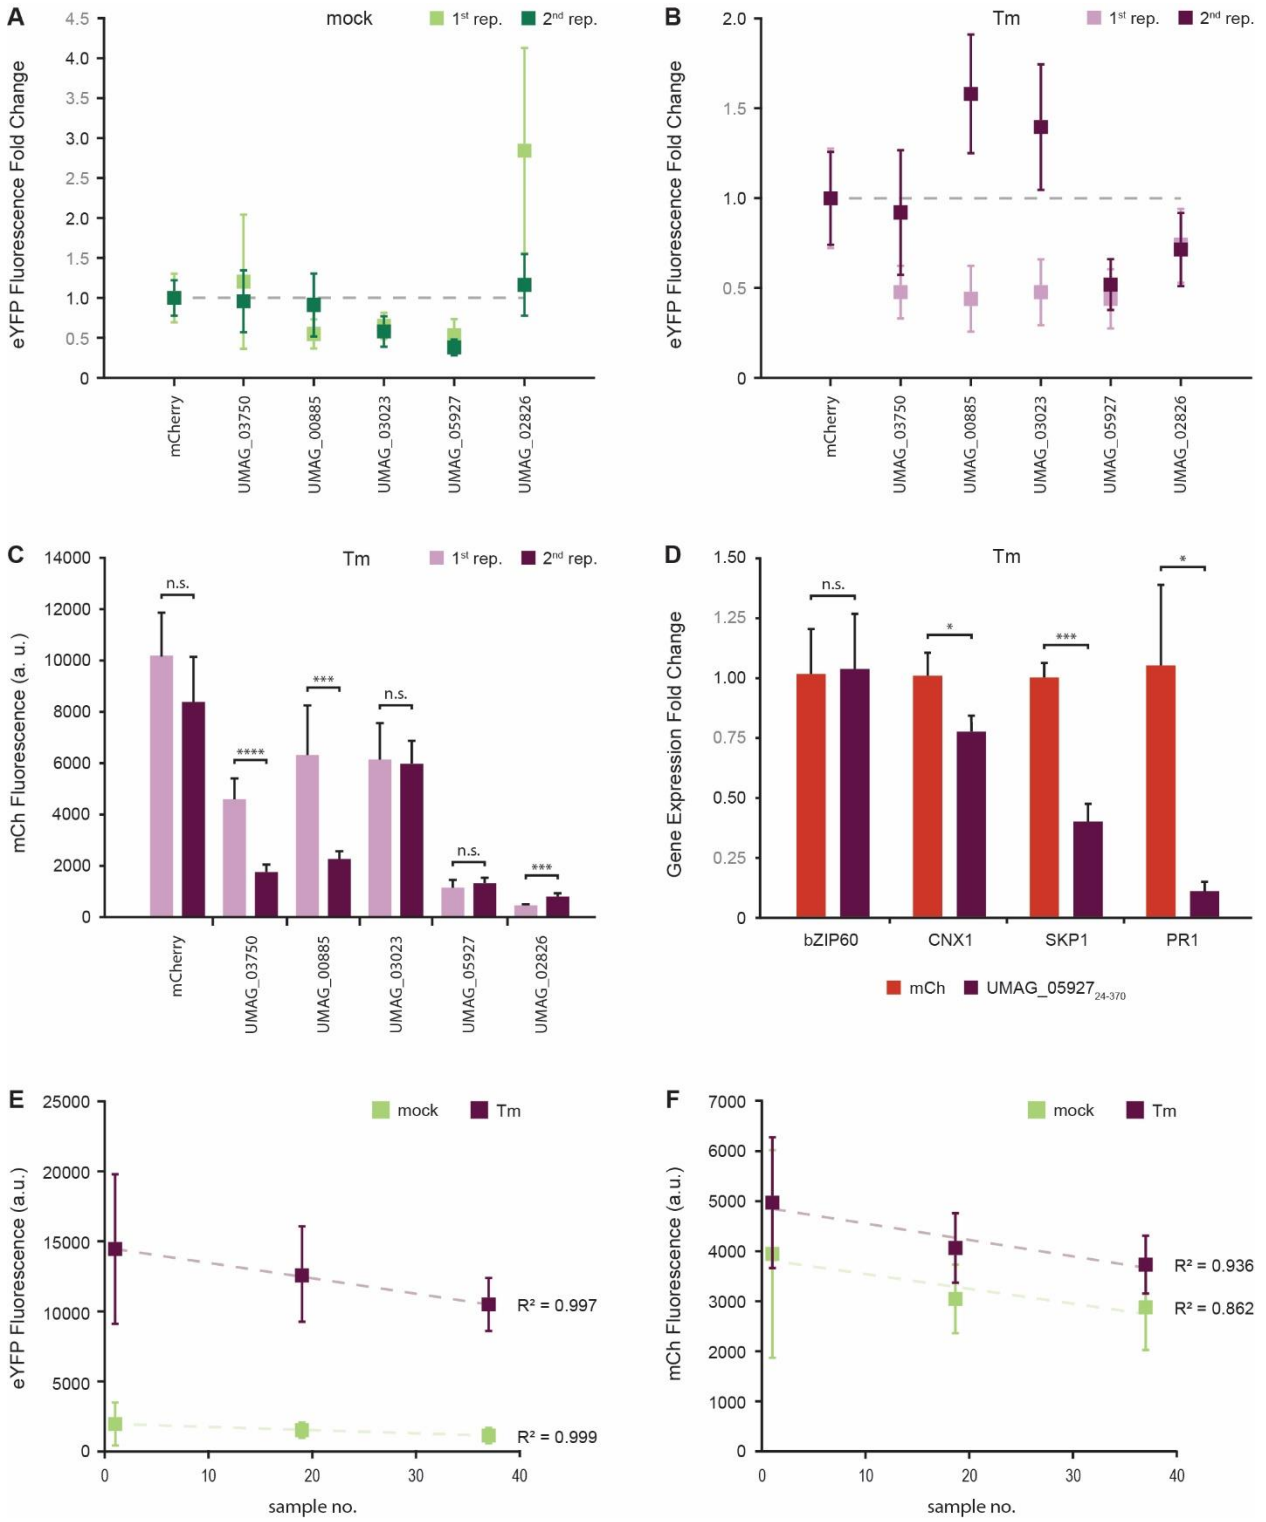 A
mock
1st rep.
2nd rep.
eYFP Fluorescence Fold Change
4.5
4.0
3.5
3.0
2.5
2.0
1.5
1.0
0.5
0
mCherry
UMAG_03750
UMAG_00885
UMAG_03023
UMAG_05927
UMAG_02826
B
Tm
1st rep.
2nd rep.
eYFP Fluorescence Fold Change
2.0
1.5
1.0
0.5
0
mCherry
UMAG_03750
UMAG_00885
UMAG_03023
UMAG_05927
UMAG_02826
C
Tm
1st rep.
2nd rep.
mCh Fluorescence (a. u.)
14000
12000
10000
8000
6000
4000
2000
0
n.s.
****
***
n.s.
n.s.
***
mCherry
UMAG_03750
UMAG_00885
UMAG_03023
UMAG_05927
UMAG_02826
D
Tm
Gene Expression Fold Change
1.50
1.25
1.00
0.75
0.50
0.25
0
n.s.
*
***
*
bZIP60 CNX1 SKP1 PR1
mCh UMAG_05927 24-370
E
mock Tm
eYFP Fluorescence (a.u.)
25000
20000
15000
10000
5000
0
R² = 0.997
R² = 0.999
0 10 20 30 40
sample no.
F
mock Tm
mCh Fluorescence (a.u.)
7000
6000
5000
4000
3000
2000
1000
0
R² = 0.936
R² = 0.862
0 10 20 30 40
sample no.